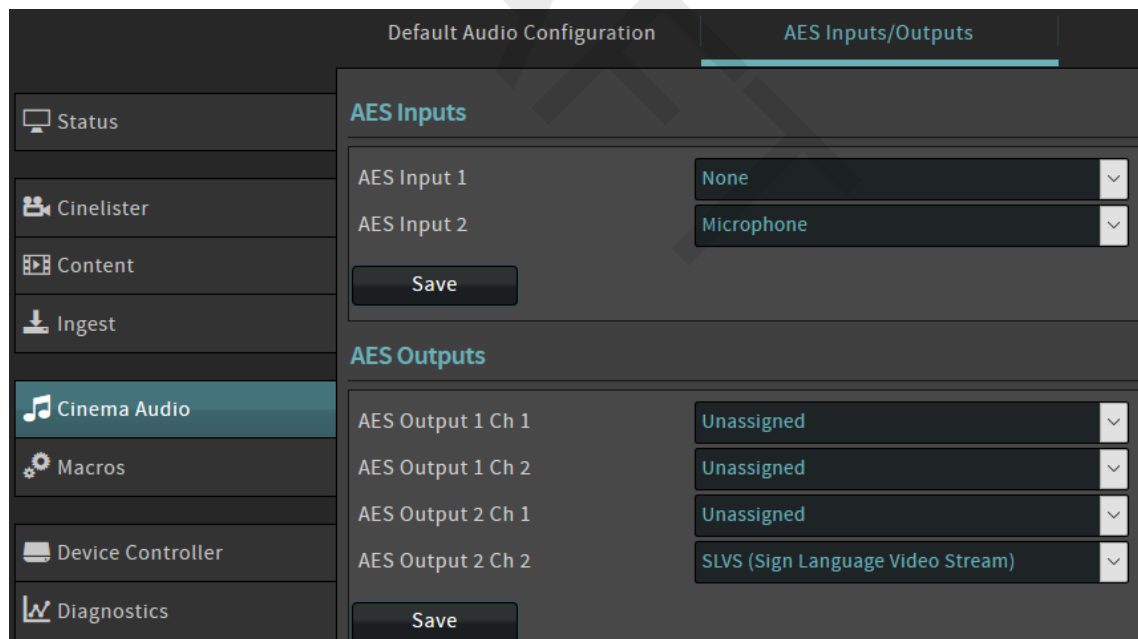 Default Audio Configuration
AES Inputs/Outputs
Status
Cinelister
Content
Ingest
Cinema Audio
Macros
Device Controller
Diagnostics
AES Inputs
AES Input 1 None
AES Input 2 Microphone
Save
AES Outputs
AES Output 1 Ch 1 Unassigned
AES Output 1 Ch 2 Unassigned
AES Output 2 Ch 1 Unassigned
AES Output 2 Ch 2 SLVS (Sign Language Video Stream)
Save